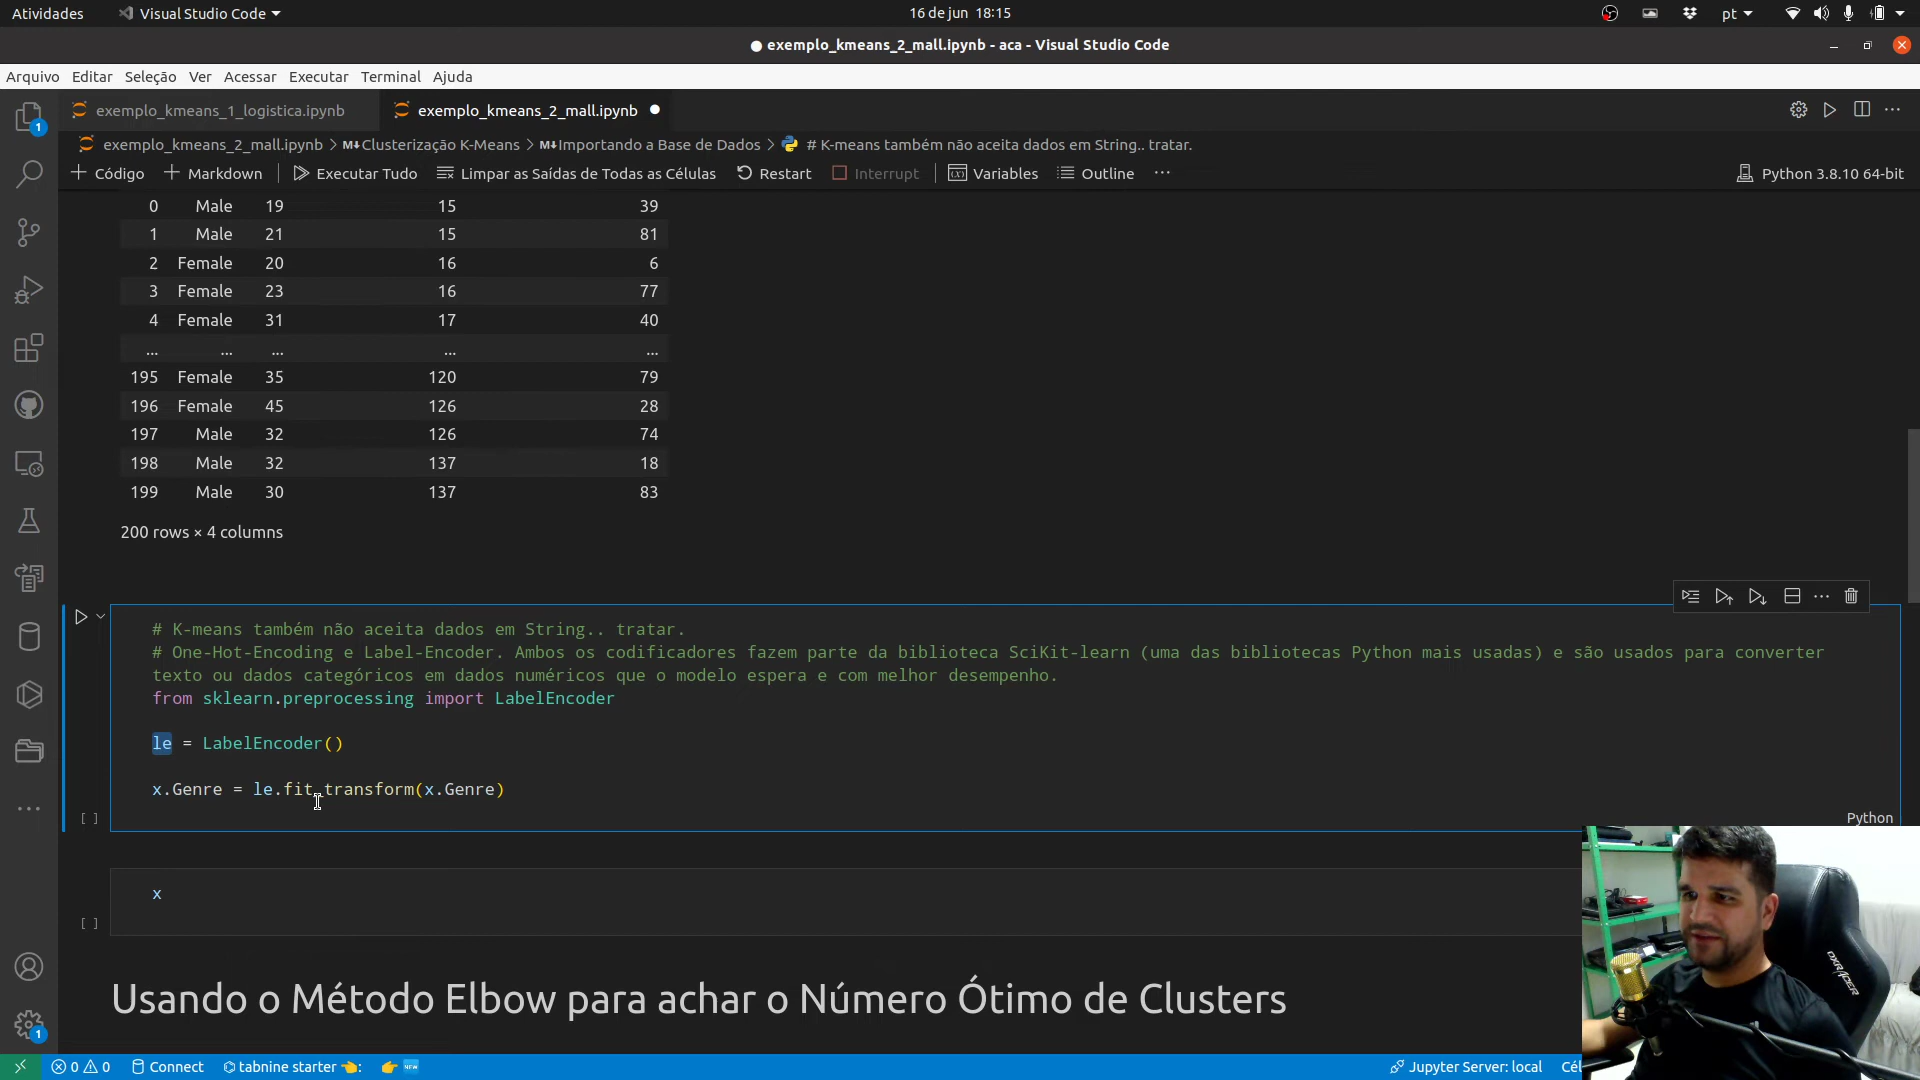 Atividades Visual Studio Code 16 de jun 18:15 pt
● exemplo_kmeans_2_mall.ipynb - aca - Visual Studio Code
Arquivo Editar Seleção Ver Acessar Executar Terminal Ajuda
exemplo_kmeans_1_logistica.ipynb exemplo_kmeans_2_mall.ipynb ●
exemplo_kmeans_2_mall.ipynb > M↓Clusterização K-Means > M↓Importando a Base de Dados > # K-means também não aceita dados em String.. tratar.
+ Código + Markdown Executar Tudo Limpar as Saídas de Todas as Células Restart Interrupt Variables Outline ··· Python 3.8.10 64-bit
0 Male 19 15 39
1 Male 21 15 81
2 Female 20 16 6
3 Female 23 16 77
4 Female 31 17 40
... ... ... ... ...
195 Female 35 120 79
196 Female 45 126 28
197 Male 32 126 74
198 Male 32 137 18
199 Male 30 137 83
200 rows × 4 columns
# K-means também não aceita dados em String.. tratar.
# One-Hot-Encoding e Label-Encoder. Ambos os codificadores fazem parte da biblioteca SciKit-learn (uma das bibliotecas Python mais usadas) e são usados para converter
texto ou dados categóricos em dados numéricos que o modelo espera e com melhor desempenho.
from sklearn.preprocessing import LabelEncoder
le = LabelEncoder()
x.Genre = le.fit_transform(x.Genre)
[ ] Python
x
[ ]
Usando o Método Elbow para achar o Número Ótimo de Clusters
DXRACER
0 0 Connect tabnine starter : NEW Jupyter Server: local Cél
1
1